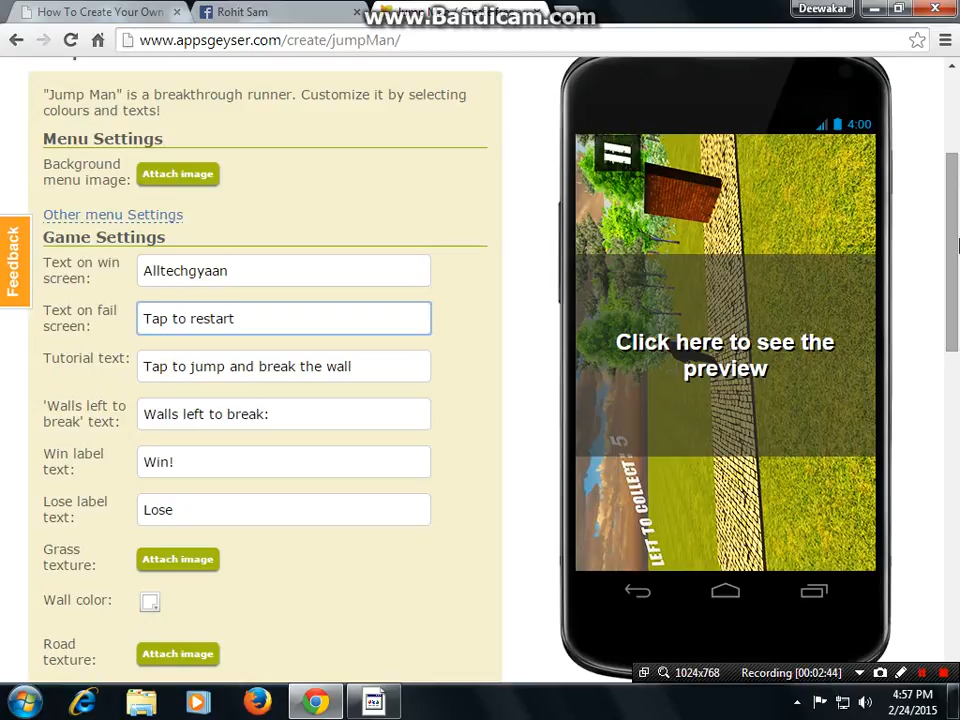 How To Create Your Own
Rohit Sam
www.Bandicam.com
Deewakar
www.appsgeyser.com/create/jumpMan/
"Jump Man" is a breakthrough runner. Customize it by selecting
colours and texts!
Menu Settings
Background
menu image:
Attach image
Other menu Settings
Game Settings
Text on win
screen:
Alltechgyaan
Text on fail
screen:
Tap to restart
Tutorial text:
Tap to jump and break the wall
'Walls left to
break' text:
Walls left to break:
Win label
text:
Win!
Lose label
text:
Lose
Grass
texture:
Attach image
Wall color:
Road
texture:
Attach image
Feedback
4:00
Click here to see the
preview
LEFT TO COLLECT: 5
1024x768
Recording [00:02:44]
4:57 PM
2/24/2015